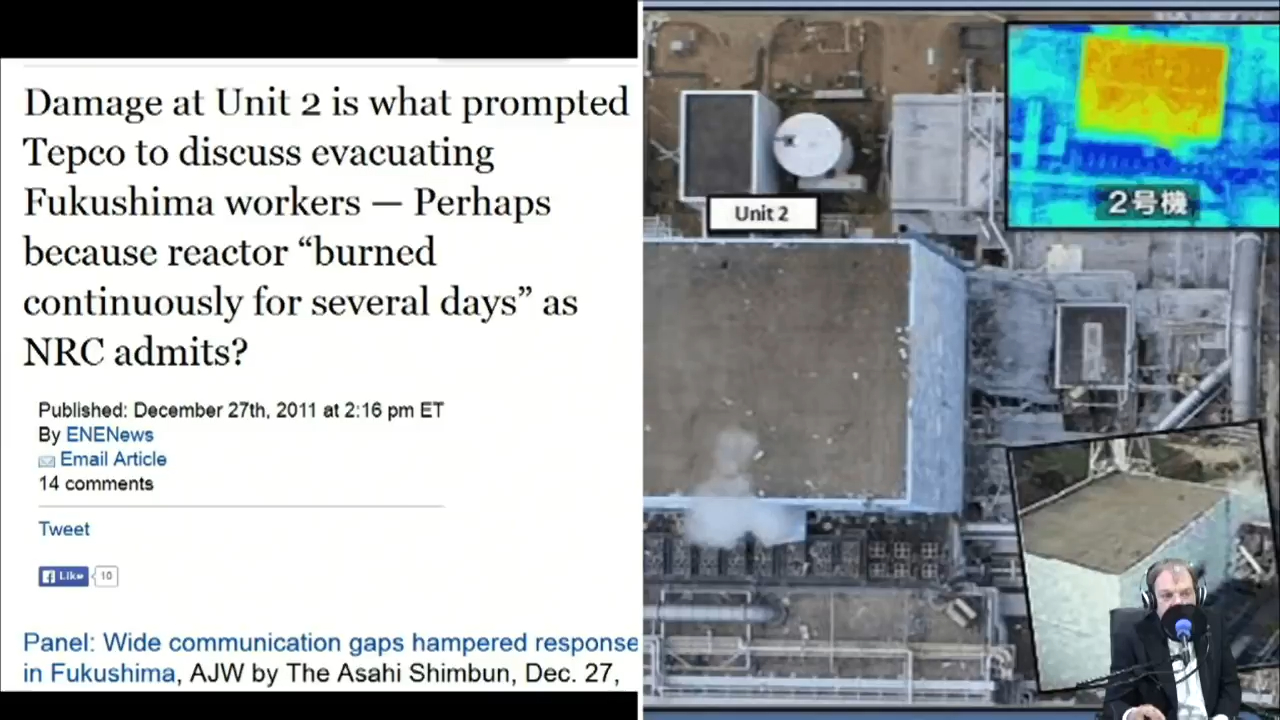 Damage at Unit 2 is what prompted
Tepco to discuss evacuating
Fukushima workers — Perhaps
because reactor “burned
continuously for several days” as
NRC admits?
Published: December 27th, 2011 at 2:16 pm ET
By ENENews
Email Article
14 comments
Tweet
Like 10
Panel: Wide communication gaps hampered response
in Fukushima, AJW by The Asahi Shimbun, Dec. 27,
Unit 2
2号機